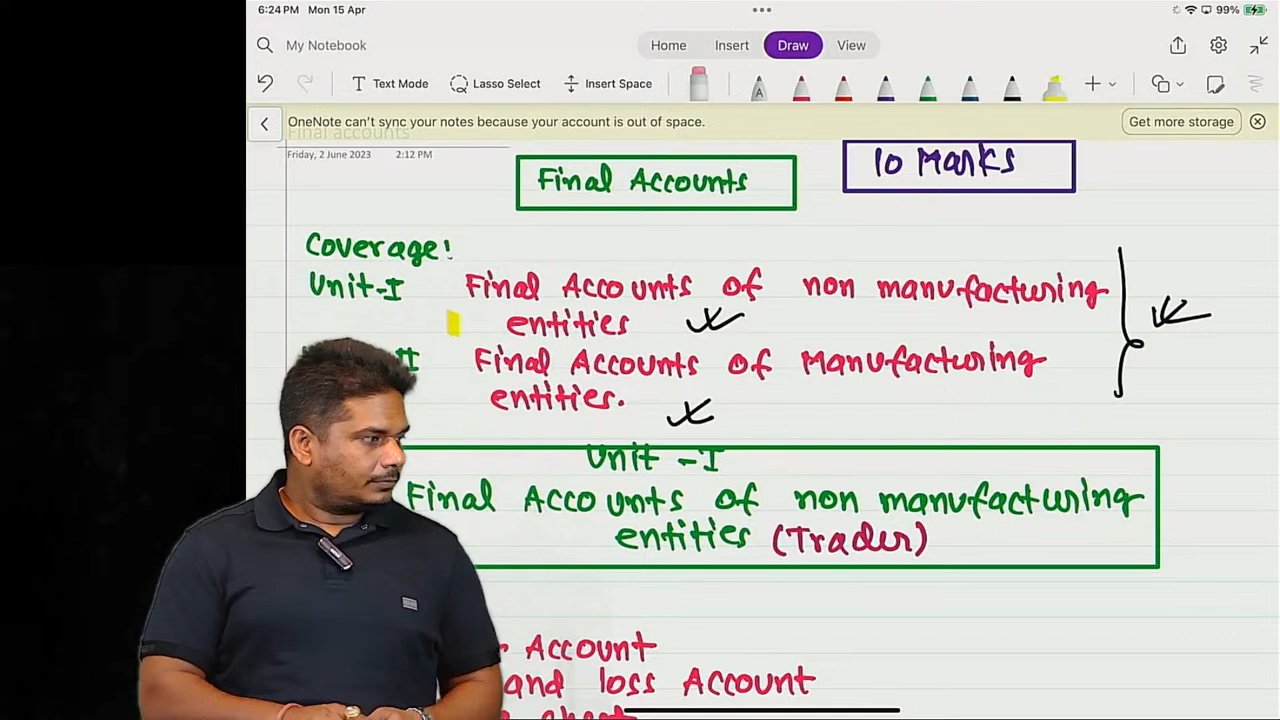 6:24 PM Mon 15 Apr
99%
My Notebook
Home Insert Draw View
Text Mode Lasso Select Insert Space
OneNote can't sync your notes because your account is out of space.
Get more storage
Final accounts
Friday, 2 June 2023 2:12 PM
Final Accounts
10 Marks
Coverage:
Unit-I Final Accounts of non manufacturing
entities
II Final Accounts of Manufacturing
entities.
Unit -I
Final Accounts of non manufacturing
entities (Trader)
Account
and loss Account